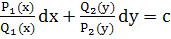 P₁(x)/Q₁(x) dx + Q₂(y)/P₂(y) dy = c